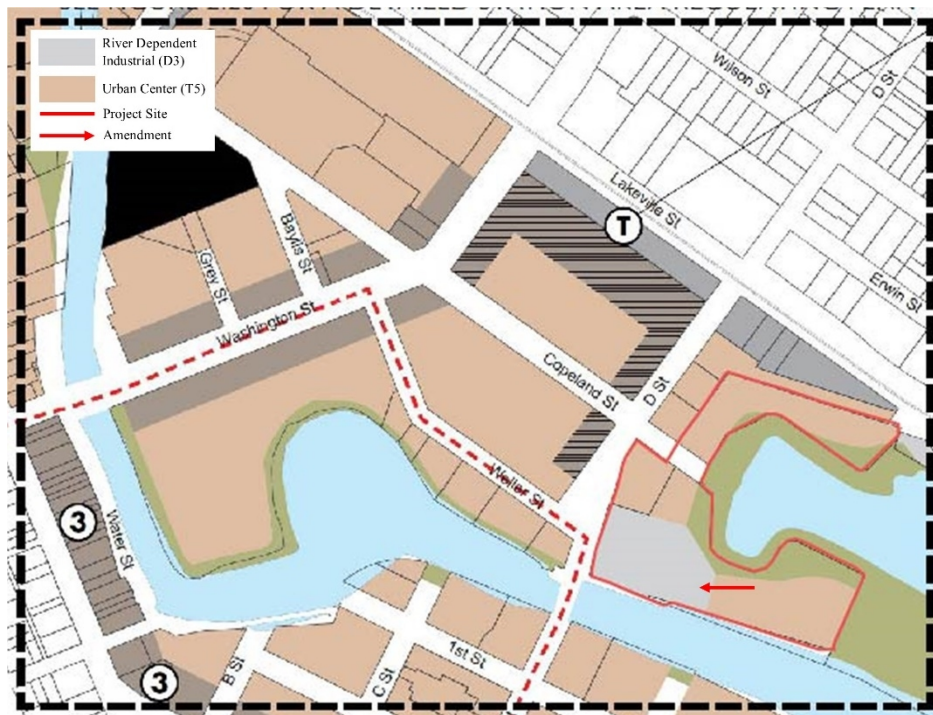 River Dependent
Industrial (D3)
Urban Center (T5)
Project Site
Amendment
Wilson St
D St
Lakeville St
T
Erwin St
Baylis St
Grey St
Washington St
Copeland St
D St
Weller St
3
Water St
1st St
3
B St
C St